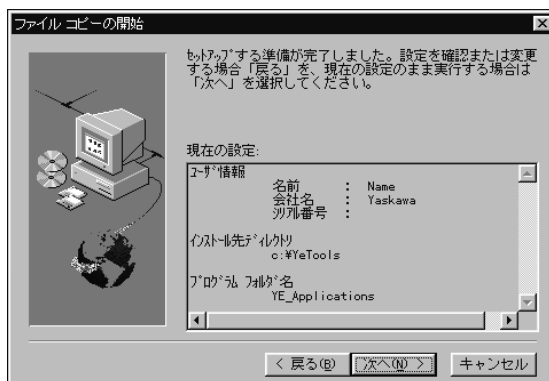 ファイル コピーの開始
ｾｯﾄｱｯﾌﾟする準備が完了しました。設定を確認または変更
する場合「戻る」を、現在の設定のまま実行する場合は
「次へ」を選択してください。
現在の設定:
ﾕｰｻﾞ情報
名前 : Name
会社名 : Yaskawa
ｼﾘｱﾙ番号 :
ｲﾝｽﾄｰﾙ先ﾃﾞｨﾚｸﾄﾘ
c:¥YeTools
ﾌﾟﾛｸﾞﾗﾑ ﾌｫﾙﾀﾞ名
YE_Applications
< 戻る(B) 次へ(N) > キャンセル